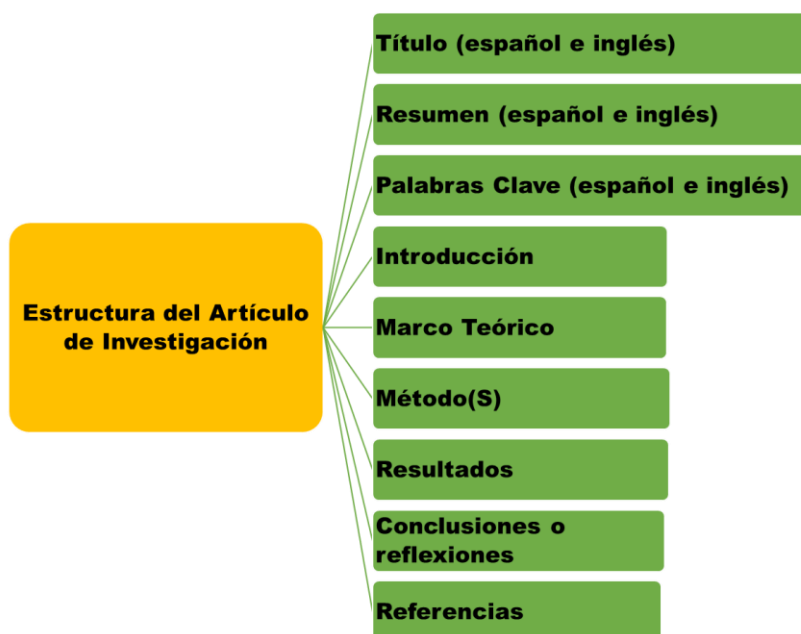 Estructura del Artículo
de Investigación
Título (español e inglés)
Resumen (español e inglés)
Palabras Clave (español e inglés)
Introducción
Marco Teórico
Método(S)
Resultados
Conclusiones o
reflexiones
Referencias